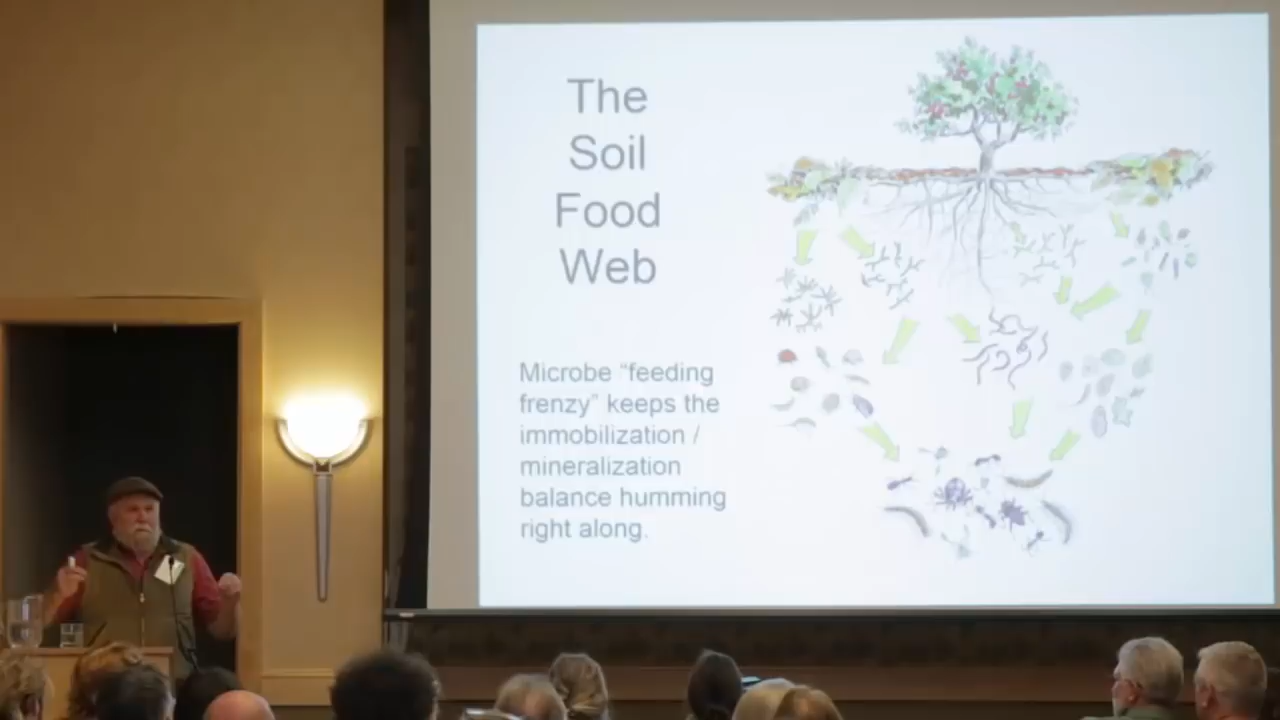 The
Soil
Food
Web
Microbe “feeding
frenzy” keeps the
immobilization /
mineralization
balance humming
right along.